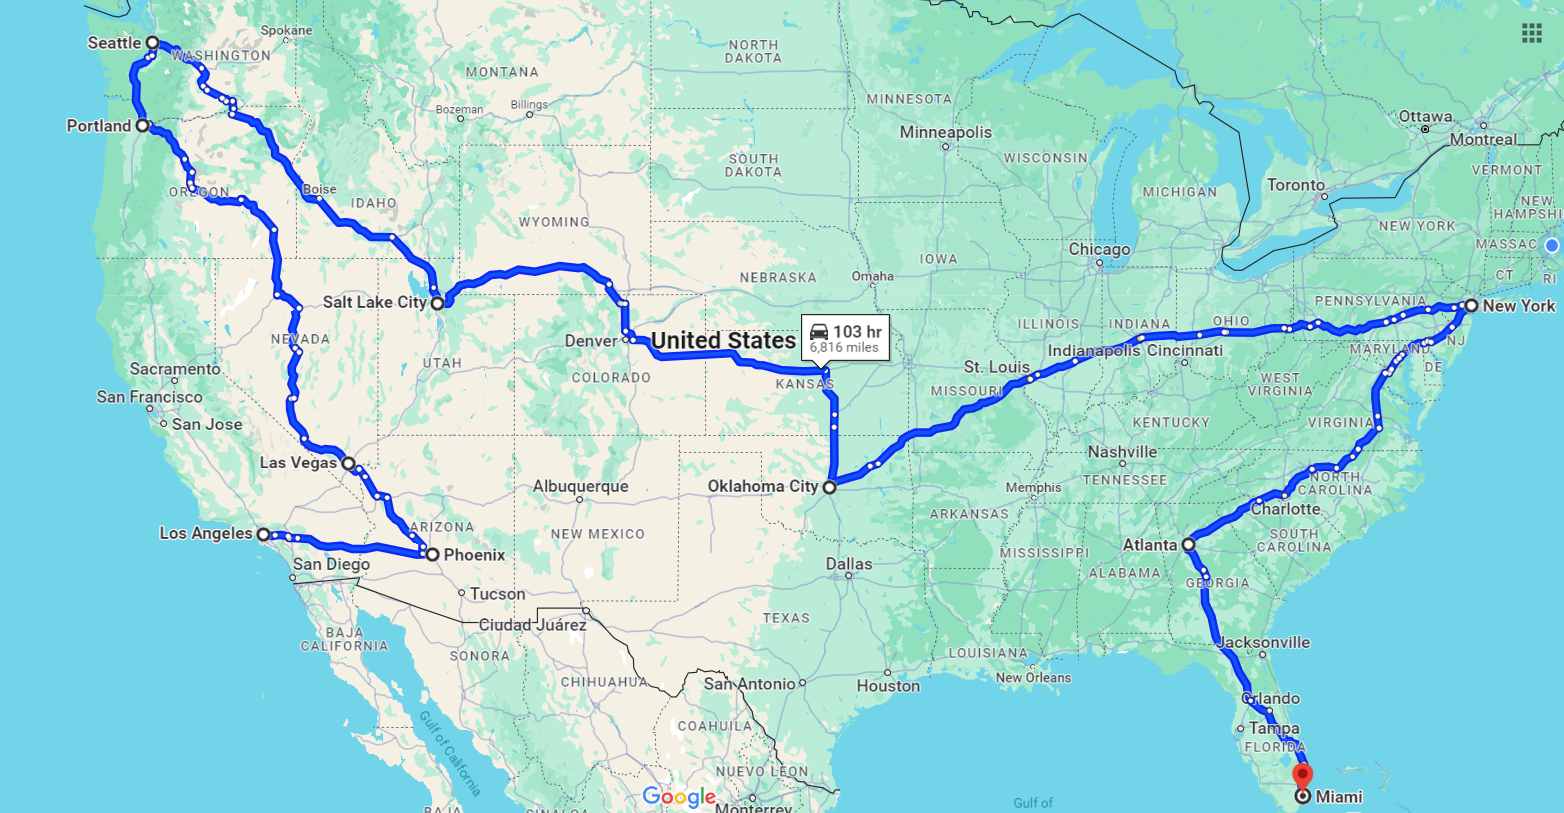 Seattle
Spokane
WASHINGTON
MONTANA
NORTH
DAKOTA
MINNESOTA
Ottawa
Montreal
Portland
Bozeman
Billings
Minneapolis
SOUTH
DAKOTA
WISCONSIN
VERMONT
OREGON
Boise
IDAHO
WYOMING
MICHIGAN
Toronto
NEW
HAMPSHI
NEW YORK
MASSAC
Chicago
IOWA
NEBRASKA
Omaha
CT
RI
Salt Lake City
PENNSYLVANIA
New York
NEVADA
Denver
United States
103 hr
6,816 miles
ILLINOIS
INDIANA
OHIO
Indianapolis
Cincinnati
MARYLAND
NJ
DE
Sacramento
UTAH
COLORADO
KANSAS
St. Louis
MISSOURI
WEST
VIRGINIA
San Francisco
San Jose
KENTUCKY
VIRGINIA
Las Vegas
Nashville
TENNESSEE
Albuquerque
Oklahoma City
Memphis
NORTH
CAROLINA
Charlotte
Los Angeles
ARIZONA
NEW MEXICO
ARKANSAS
SOUTH
CAROLINA
Phoenix
San Diego
Dallas
MISSISSIPPI
Atlanta
ALABAMA
GEORGIA
Tucson
Ciudad Juárez
TEXAS
BAJA
CALIFORNIA
SONORA
LOUISIANA
Jacksonville
CHIHUAHUA
San Antonio
Houston
New Orleans
Orlando
Gulf of California
COAHUILA
Tampa
FLORIDA
NUEVO LEON
Google
Miami
BAJA
SINALOA
Monterrey
Gulf of